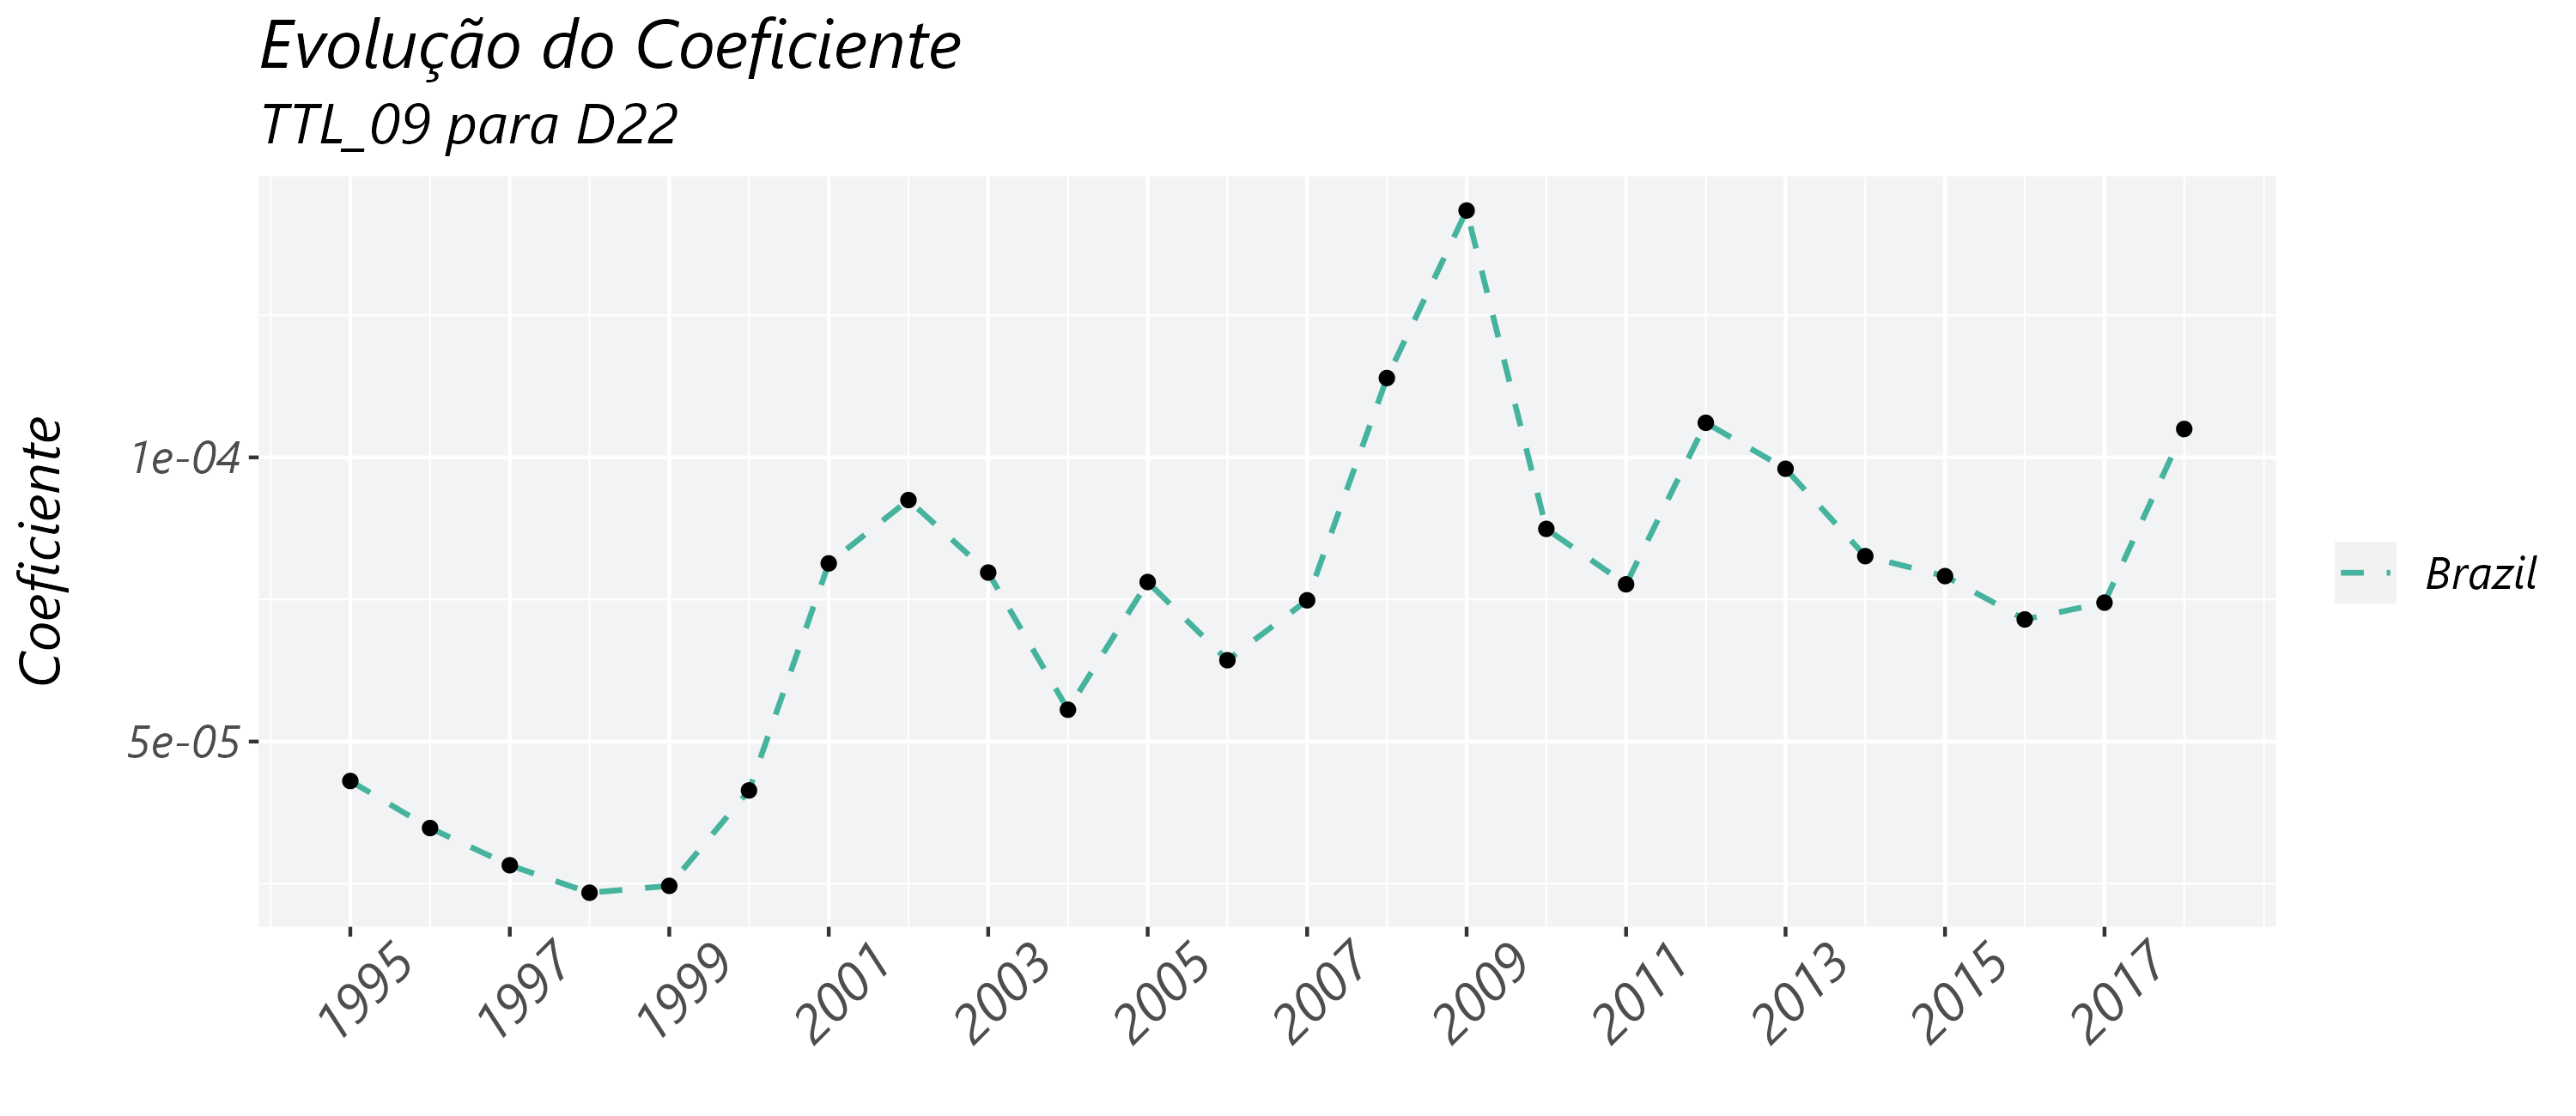 Evolução do Coeficiente
TTL_09 para D22
Coeficiente
1e-04
5e-05
1995
1997
1999
2001
2003
2005
2007
2009
2011
2013
2015
2017
Brazil